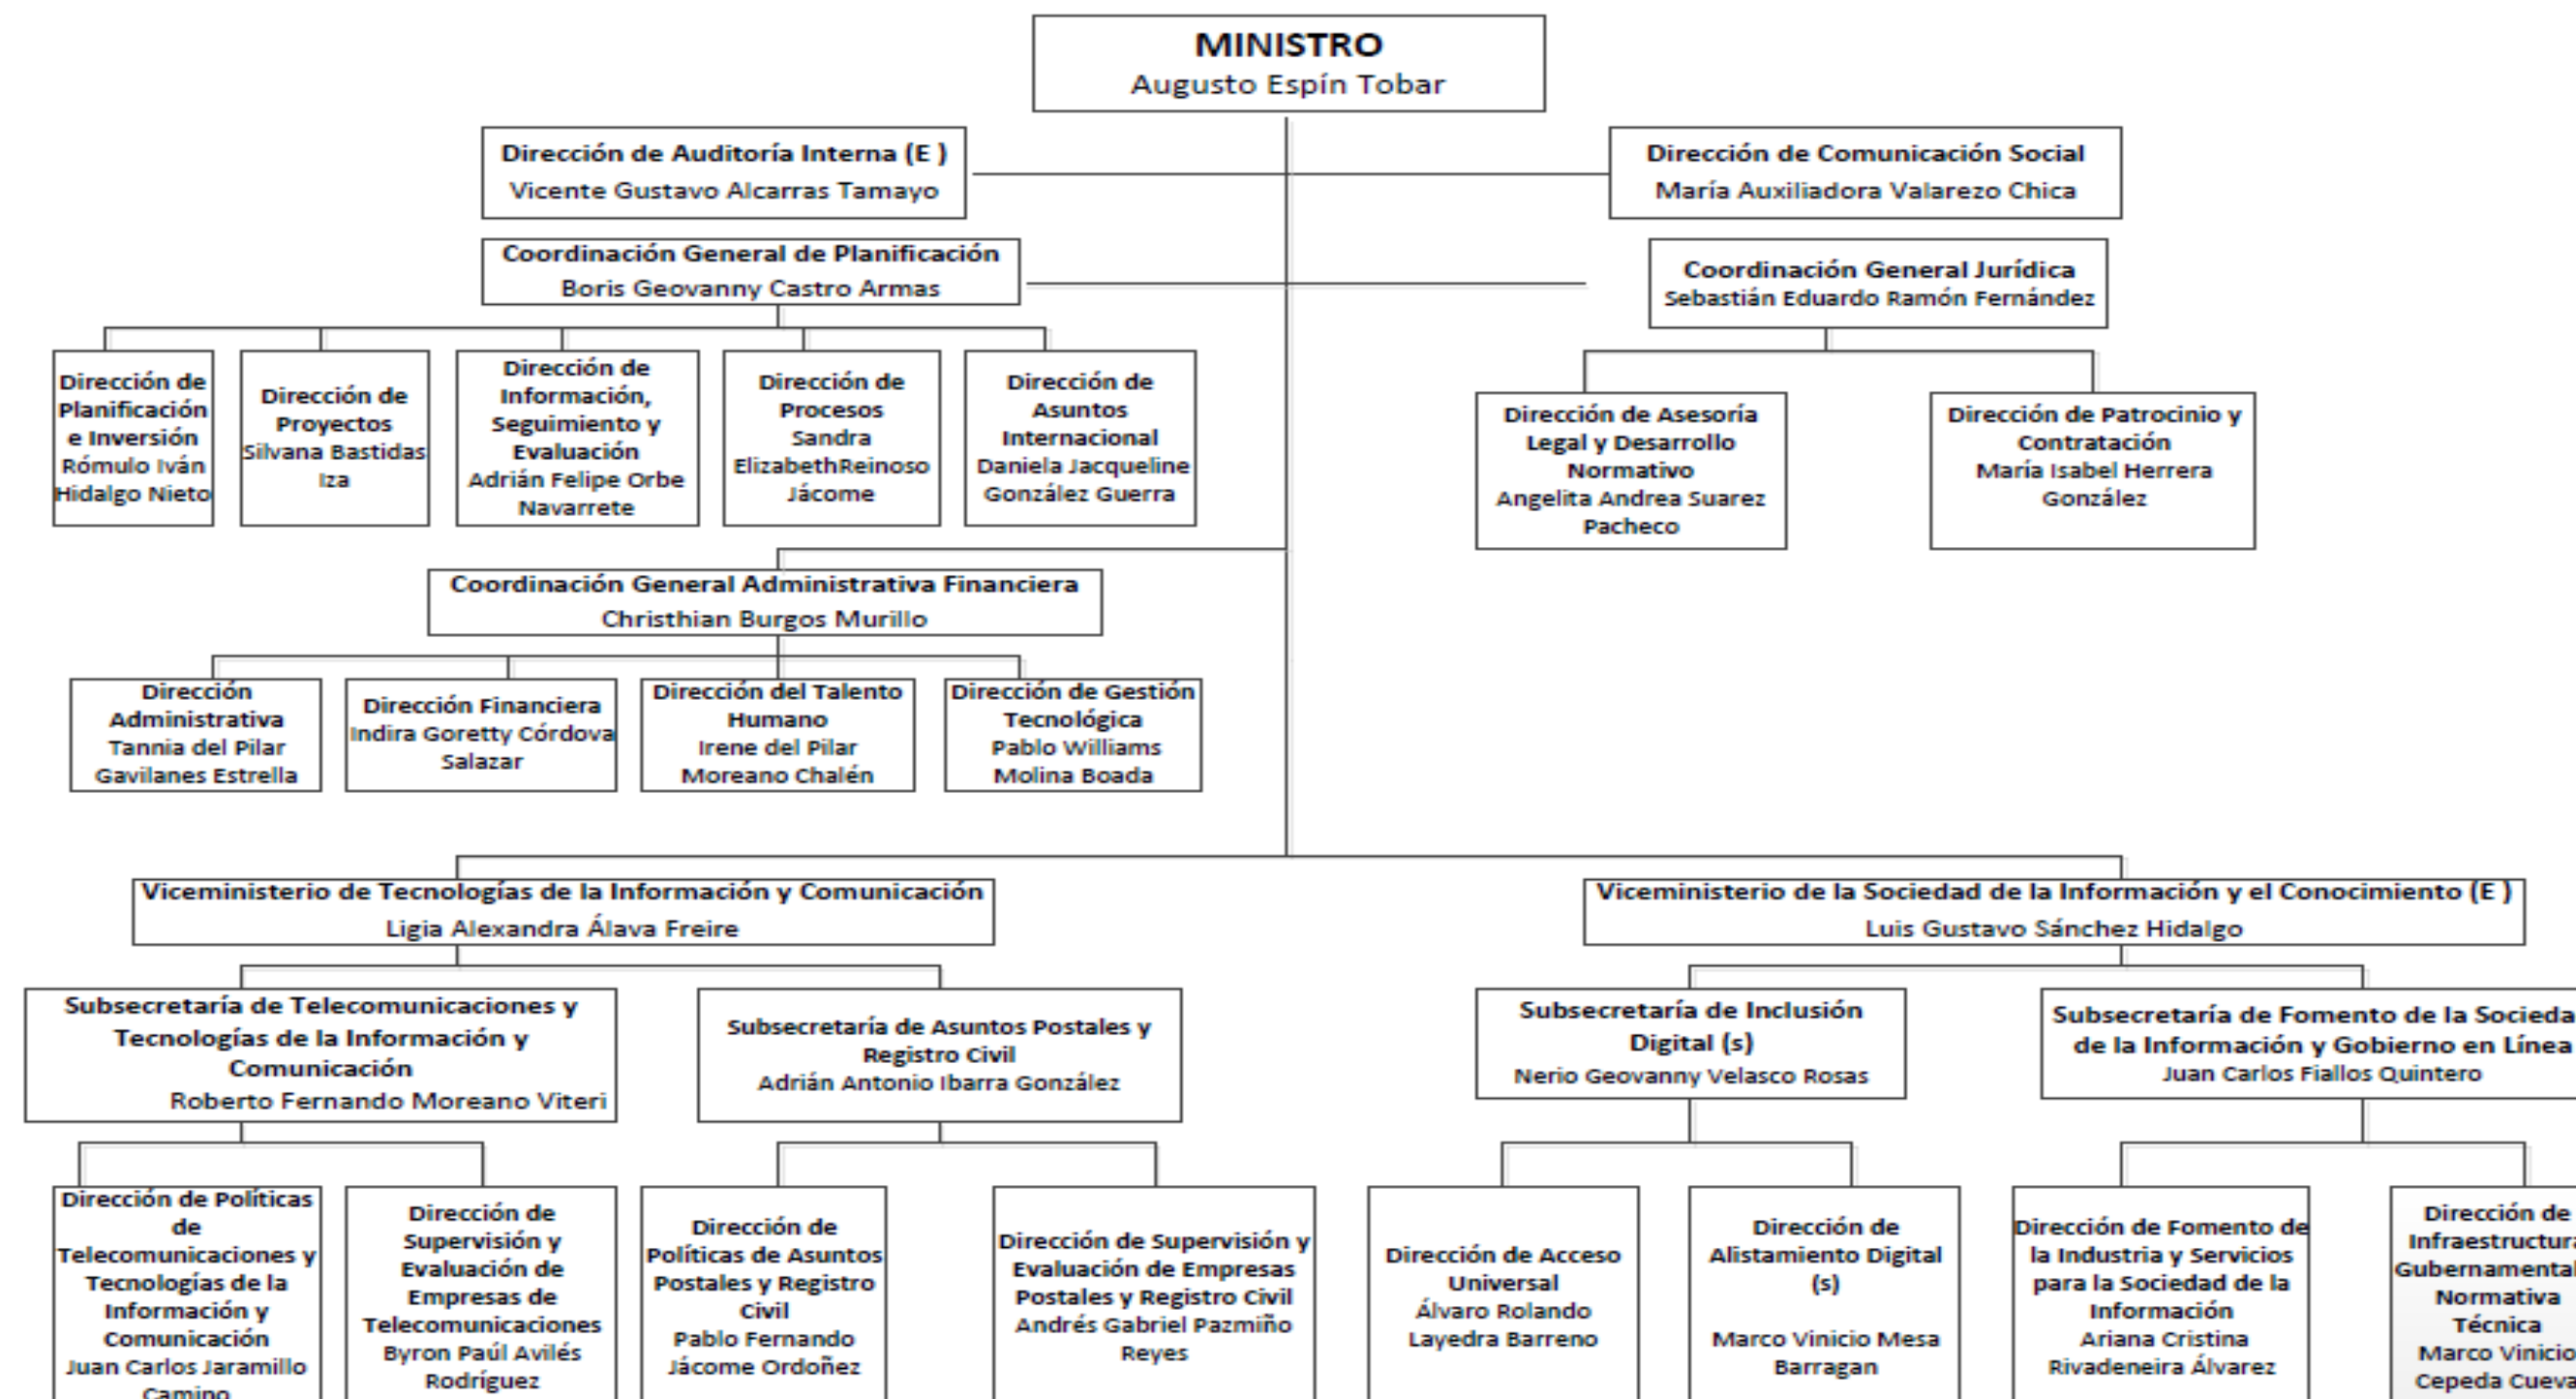 MINISTRO
Augusto Espín Tobar
Dirección de Auditoría Interna (E )
Vicente Gustavo Alcarras Tamayo
Dirección de Comunicación Social
María Auxiliadora Valarezo Chica
Coordinación General de Planificación
Boris Geovanny Castro Armas
Coordinación General Jurídica
Sebastián Eduardo Ramón Fernández
Dirección de
Planificación
e Inversión
Rómulo Iván
Hidalgo Nieto
Dirección de
Proyectos
Silvana Bastidas
Iza
Dirección de
Información,
Seguimiento y
Evaluación
Adrián Felipe Orbe
Navarrete
Dirección de
Procesos
Sandra
ElizabethReinoso
Jácome
Dirección de
Asuntos
Internacional
Daniela Jacqueline
González Guerra
Dirección de Asesoría
Legal y Desarrollo
Normativo
Angelita Andrea Suarez
Pacheco
Dirección de Patrocinio y
Contratación
María Isabel Herrera
González
Coordinación General Administrativa Financiera
Christhian Burgos Murillo
Dirección
Administrativa
Tannia del Pilar
Gavilanes Estrella
Dirección Financiera
Indira Goretty Córdova
Salazar
Dirección del Talento
Humano
Irene del Pilar
Moreano Chalén
Dirección de Gestión
Tecnológica
Pablo Williams
Molina Boada
Viceministerio de Tecnologías de la Información y Comunicación
Ligia Alexandra Álava Freire
Viceministerio de la Sociedad de la Información y el Conocimiento (E )
Luis Gustavo Sánchez Hidalgo
Subsecretaría de Telecomunicaciones y
Tecnologías de la Información y
Comunicación
Roberto Fernando Moreano Viteri
Subsecretaría de Asuntos Postales y
Registro Civil
Adrián Antonio Ibarra González
Subsecretaría de Inclusión
Digital (s)
Nerio Geovanny Velasco Rosas
Subsecretaría de Fomento de la Socieda
de la Información y Gobierno en Línea
Juan Carlos Fiallos Quintero
Dirección de Políticas
de
Telecomunicaciones y
Tecnologías de la
Información y
Comunicación
Juan Carlos Jaramillo
Camino
Dirección de
Supervisión y
Evaluación de
Empresas de
Telecomunicaciones
Byron Paúl Avilés
Rodríguez
Dirección de
Políticas de Asuntos
Postales y Registro
Civil
Pablo Fernando
Jácome Ordoñez
Dirección de Supervisión y
Evaluación de Empresas
Postales y Registro Civil
Andrés Gabriel Pazmiño
Reyes
Dirección de Acceso
Universal
Álvaro Rolando
Layedra Barreno
Dirección de
Alistamiento Digital
(s)
Marco Vinicio Mesa
Barragan
Dirección de Fomento de
la Industria y Servicios
para la Sociedad de la
Información
Ariana Cristina
Rivadeneira Álvarez
Dirección de
Infraestructura
Gubernamental
Normativa
Técnica
Marco Vinicio
Cepeda Cueva